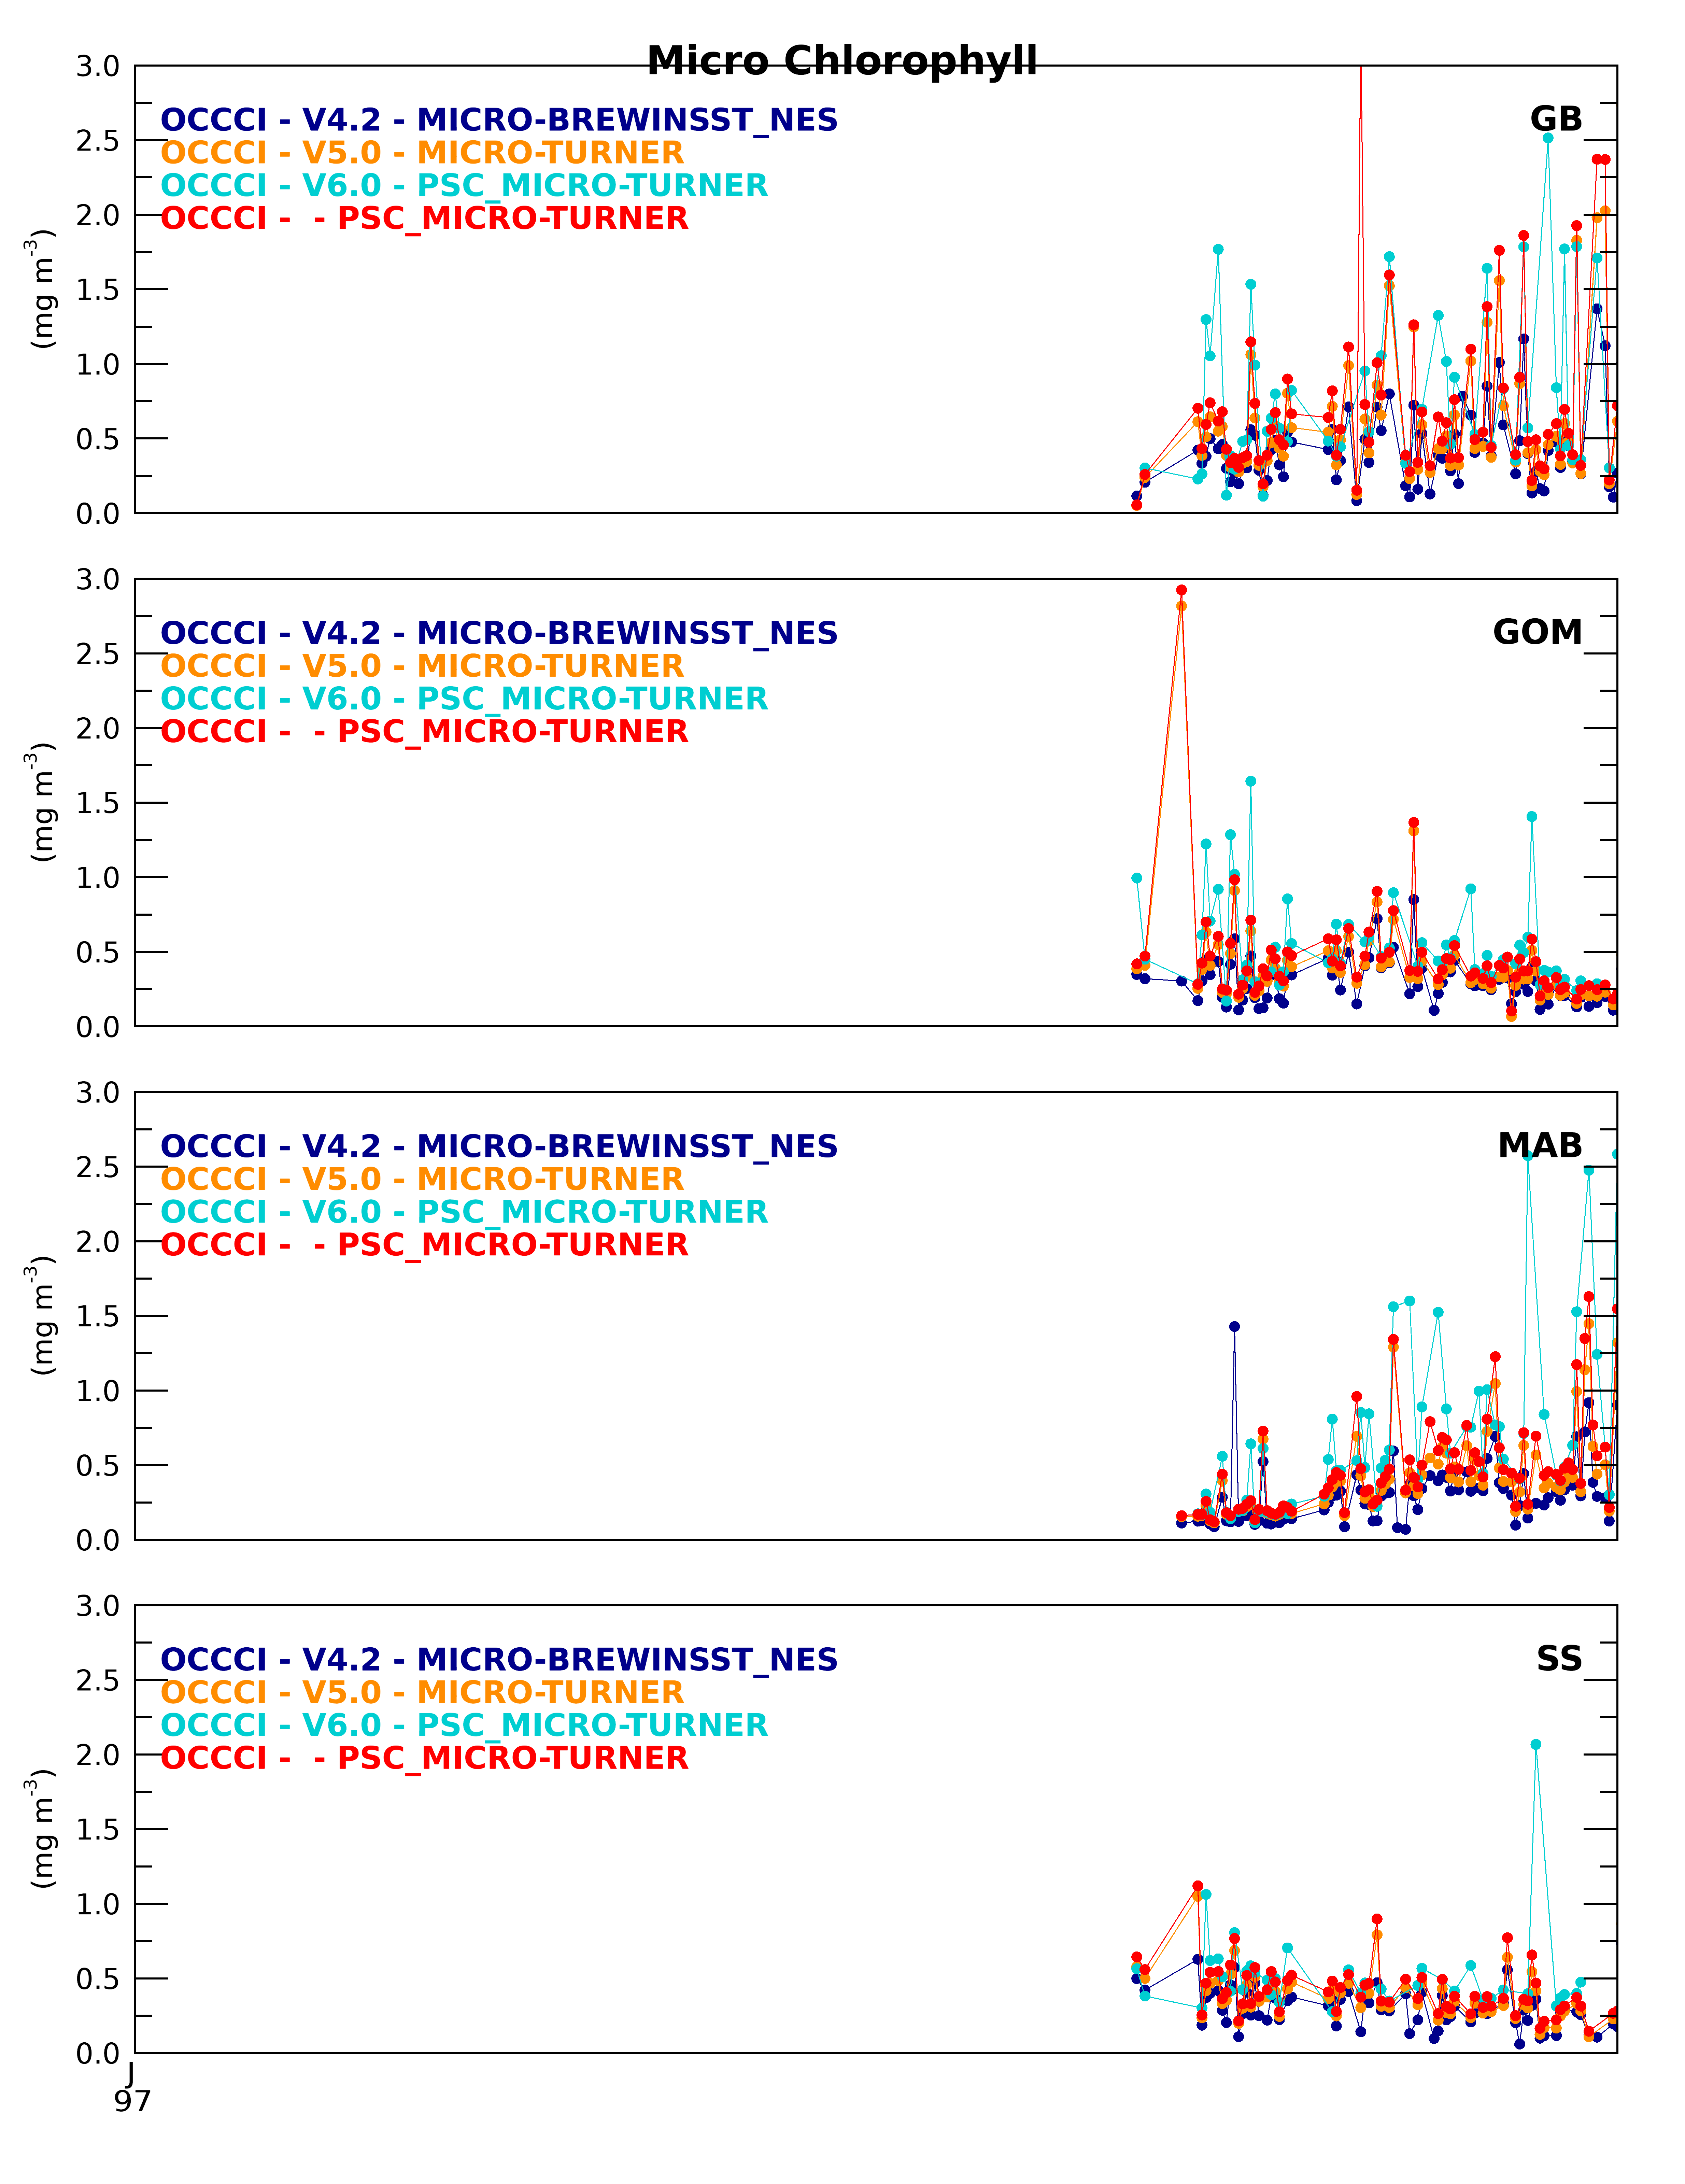 Micro Chlorophyll
3.0
OCCCI - V4.2 - MICRO-BREWINSST_NES
GB
2.5
OCCCI - V5.0 - MICRO-TURNER
OCCCI - V6.0 - PSC_MICRO-TURNER
2.0
OCCCI -  - PSC_MICRO-TURNER
(mg m-3)
1.5
1.0
0.5
0.0
3.0
OCCCI - V4.2 - MICRO-BREWINSST_NES
GOM
2.5
OCCCI - V5.0 - MICRO-TURNER
OCCCI - V6.0 - PSC_MICRO-TURNER
2.0
OCCCI -  - PSC_MICRO-TURNER
(mg m-3)
1.5
1.0
0.5
0.0
3.0
OCCCI - V4.2 - MICRO-BREWINSST_NES
MAB
2.5
OCCCI - V5.0 - MICRO-TURNER
OCCCI - V6.0 - PSC_MICRO-TURNER
2.0
OCCCI -  - PSC_MICRO-TURNER
(mg m-3)
1.5
1.0
0.5
0.0
3.0
OCCCI - V4.2 - MICRO-BREWINSST_NES
SS
2.5
OCCCI - V5.0 - MICRO-TURNER
OCCCI - V6.0 - PSC_MICRO-TURNER
2.0
OCCCI -  - PSC_MICRO-TURNER
(mg m-3)
1.5
1.0
0.5
0.0
J
97